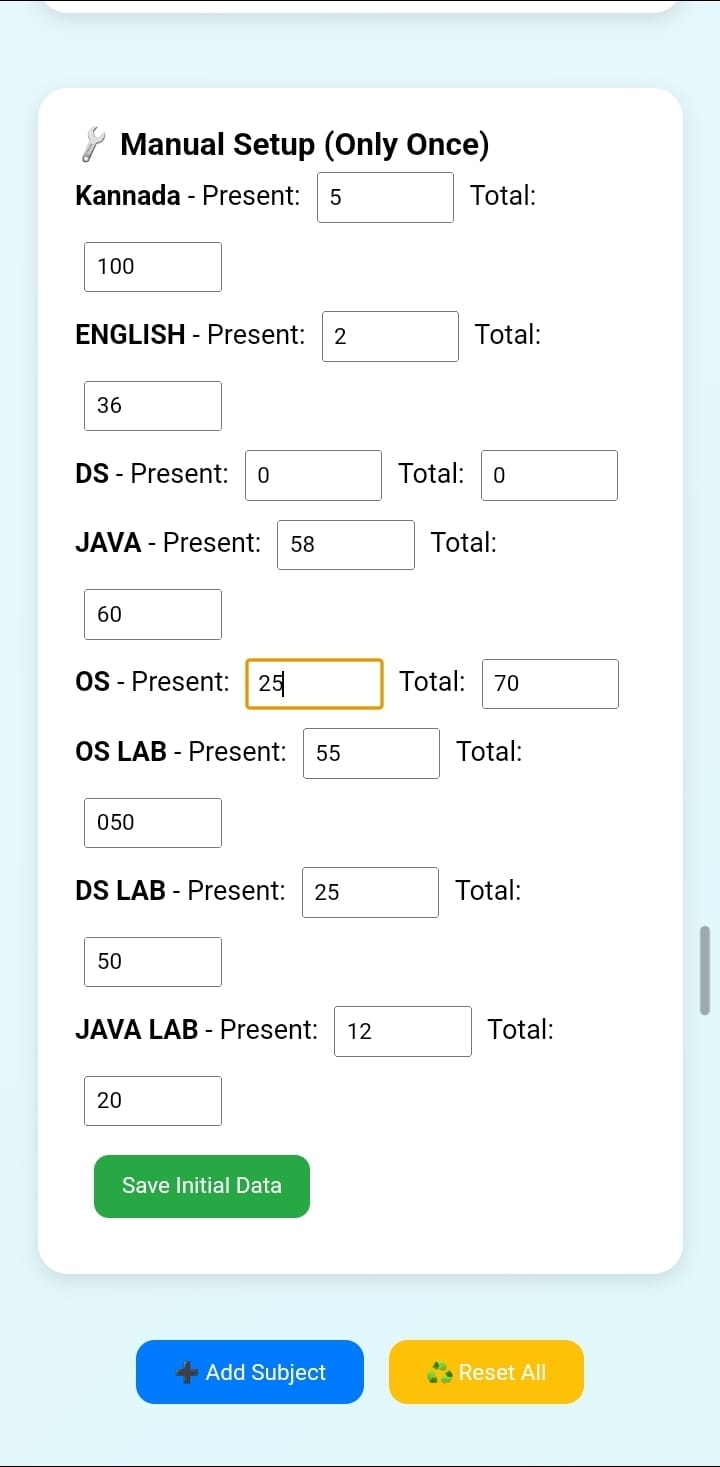 🔧 Manual Setup (Only Once)
Kannada - Present: 5 Total:
100
ENGLISH - Present: 2 Total:
36
DS - Present: 0 Total: 0
JAVA - Present: 58 Total:
60
OS - Present: 25 Total: 70
OS LAB - Present: 55 Total:
050
DS LAB - Present: 25 Total:
50
JAVA LAB - Present: 12 Total:
20
Save Initial Data
➕ Add Subject ♻️ Reset All